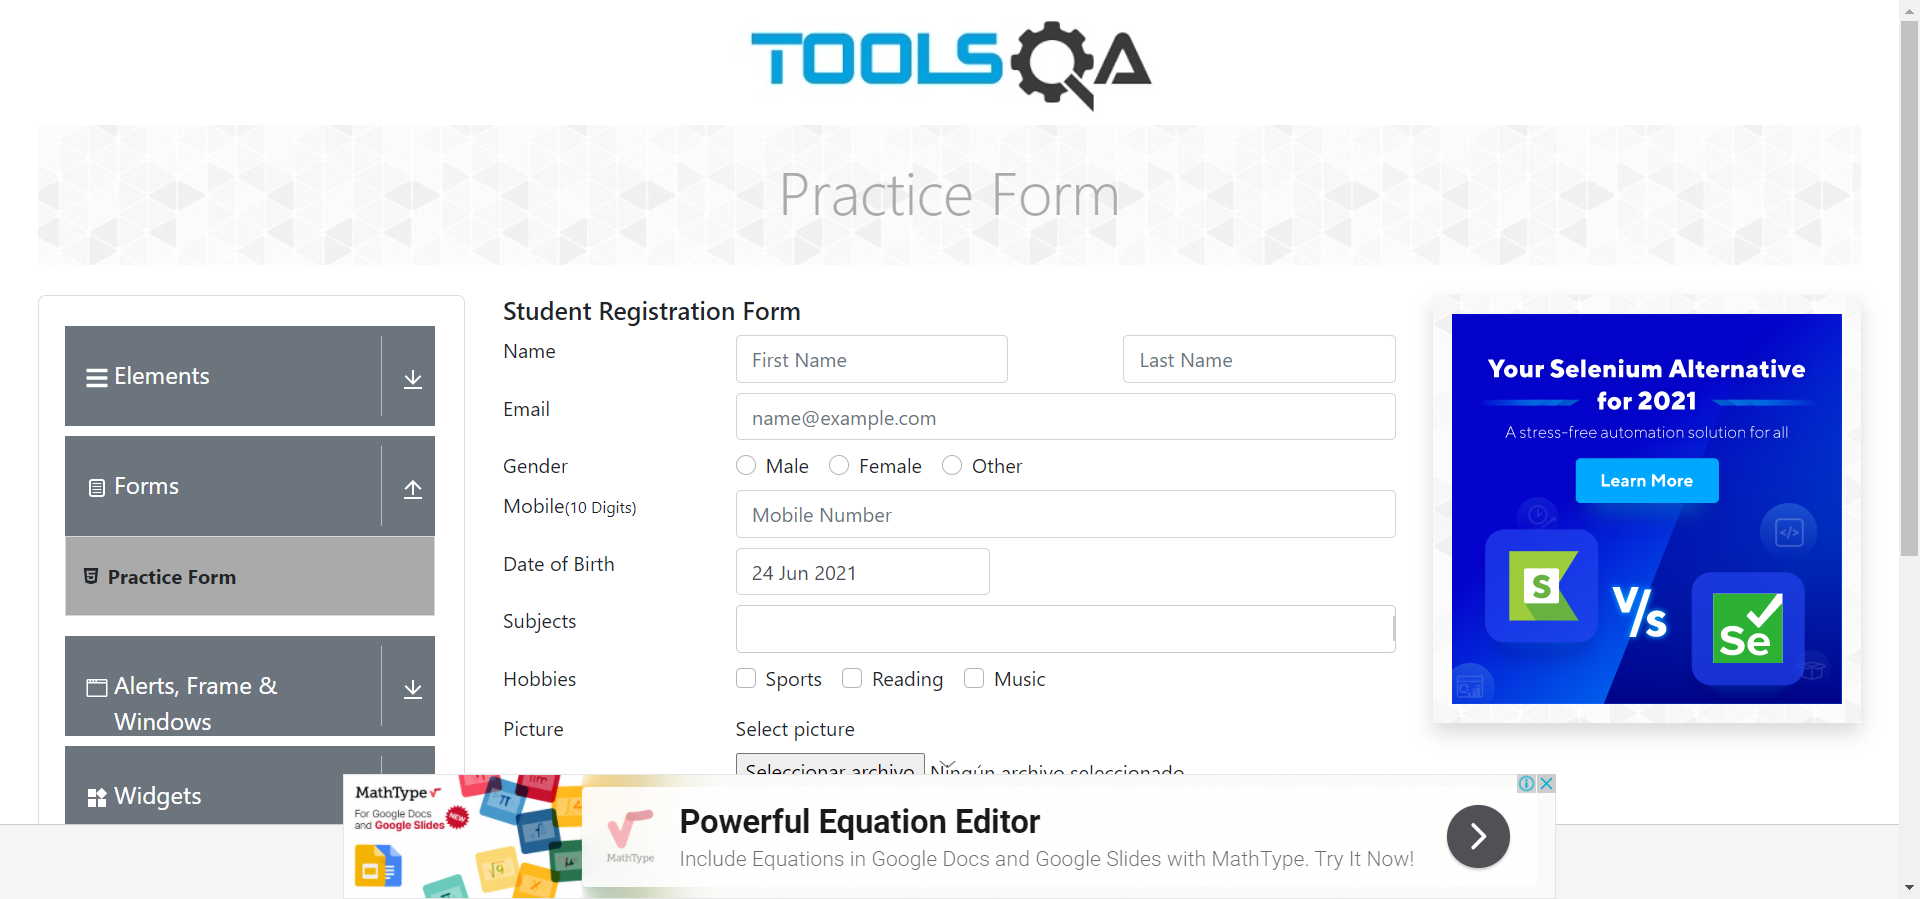 TOOLSQA
Practice Form
Elements
Forms
Practice Form
Alerts, Frame &
Windows
Widgets
Student Registration Form
Name
First Name
Last Name
Email
name@example.com
Gender
Male Female Other
Mobile(10 Digits)
Mobile Number
Date of Birth
24 Jun 2021
Subjects
Hobbies
Sports Reading Music
Picture
Select picture
Seleccionar archivo Ningún archivo seleccionado
Your Selenium Alternative
for 2021
A stress-free automation solution for all
Learn More
S
V/s
Se
MathType
For Google Docs
and Google Slides
NEW
MathType
Powerful Equation Editor
Include Equations in Google Docs and Google Slides with MathType. Try It Now!